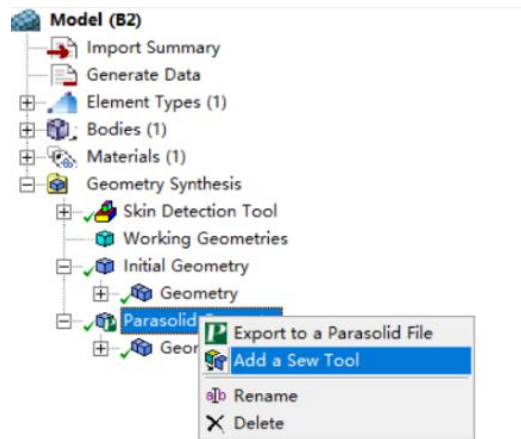 Model (B2)
Import Summary
Generate Data
Element Types (1)
Bodies (1)
Materials (1)
Geometry Synthesis
Skin Detection Tool
Working Geometries
Initial Geometry
Geometry
Parasolid
Export to a Parasolid File
Geor
Add a Sew Tool
Rename
Delete